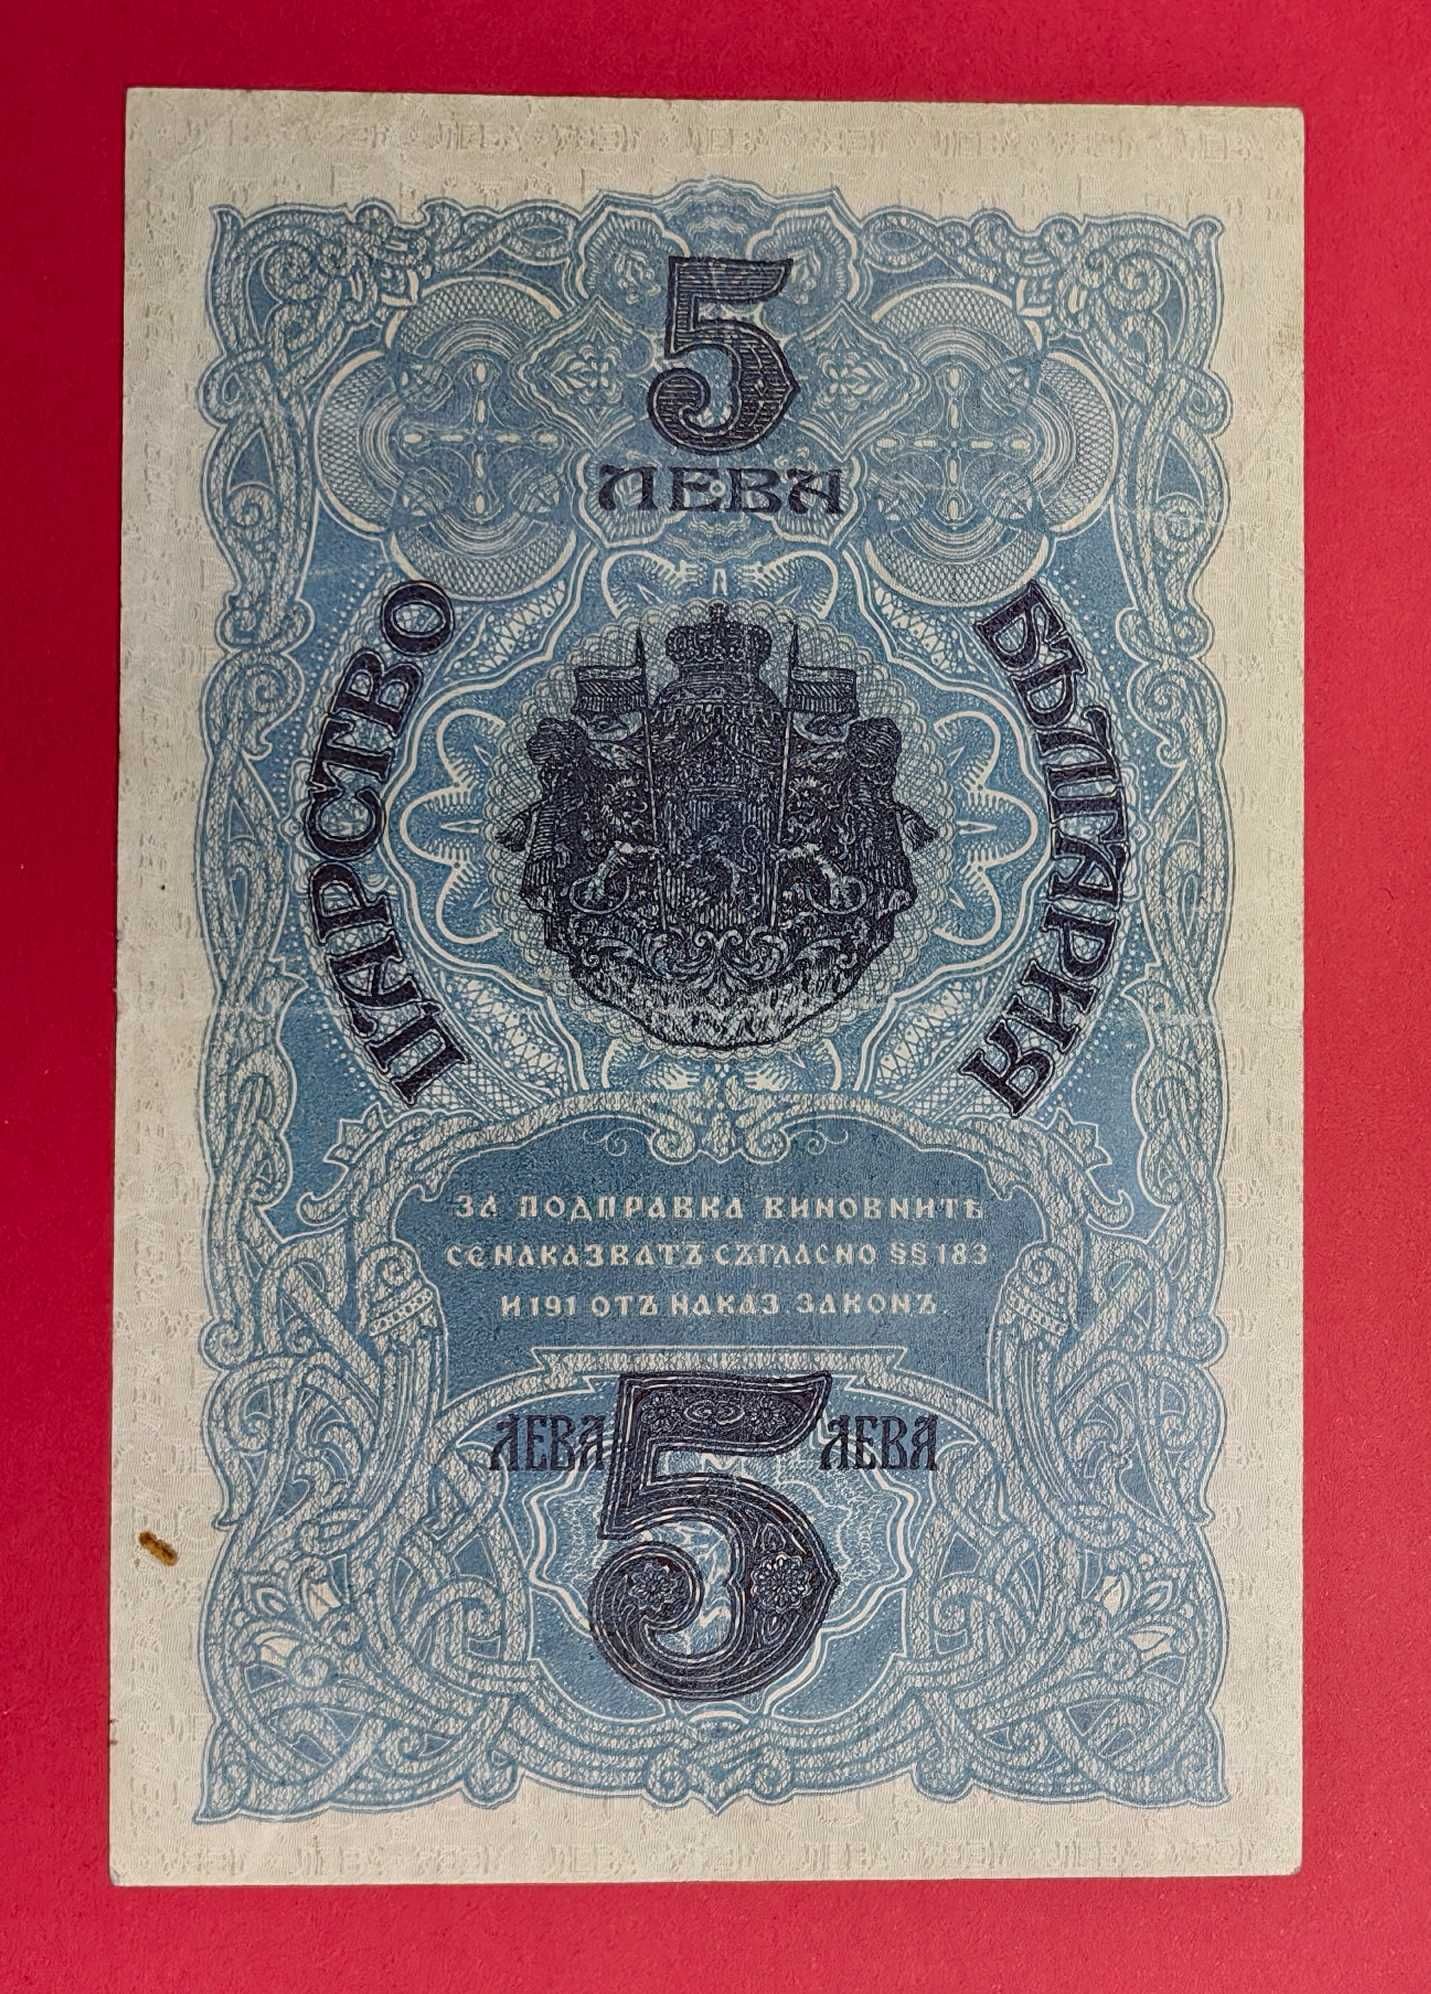 5
ЛЕВА
ЦАРСТВО
БЪЛГАРИЯ
ЗА ПОДПРАВКА ВИНОВНИТѢ
СЕ НАКАЗВАТЪ СЪГЛАСНО §§ 183
И 191 ОТЪ НАКАЗ. ЗАКОНЪ.
ЛЕВА 5 ЛЕВА